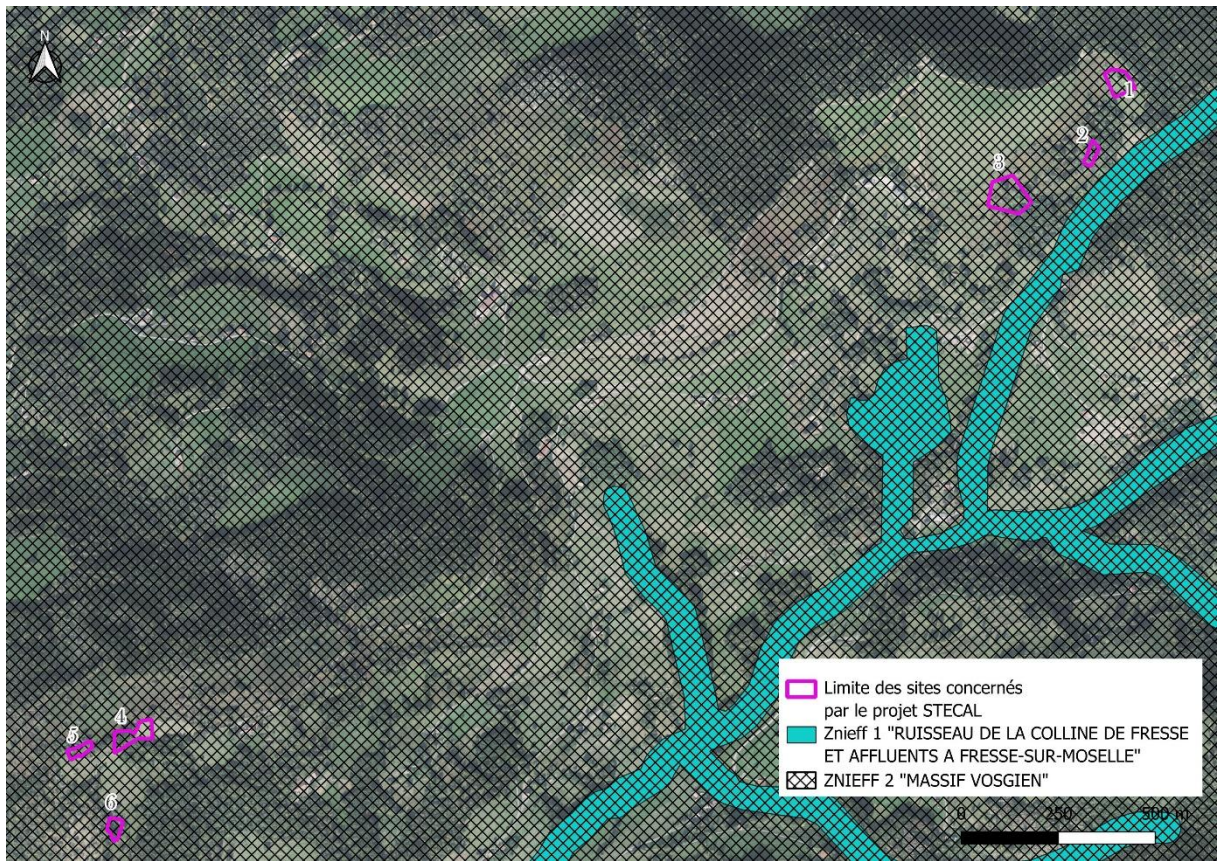 N
1
2
3
4
5
6
Limite des sites concernés
par le projet STECAL
Znieff 1 "RUISSEAU DE LA COLLINE DE FRESSE
ET AFFLUENTS A FRESSE-SUR-MOSELLE"
ZNIEFF 2 "MASSIF VOSGIEN"
0 250 500 m